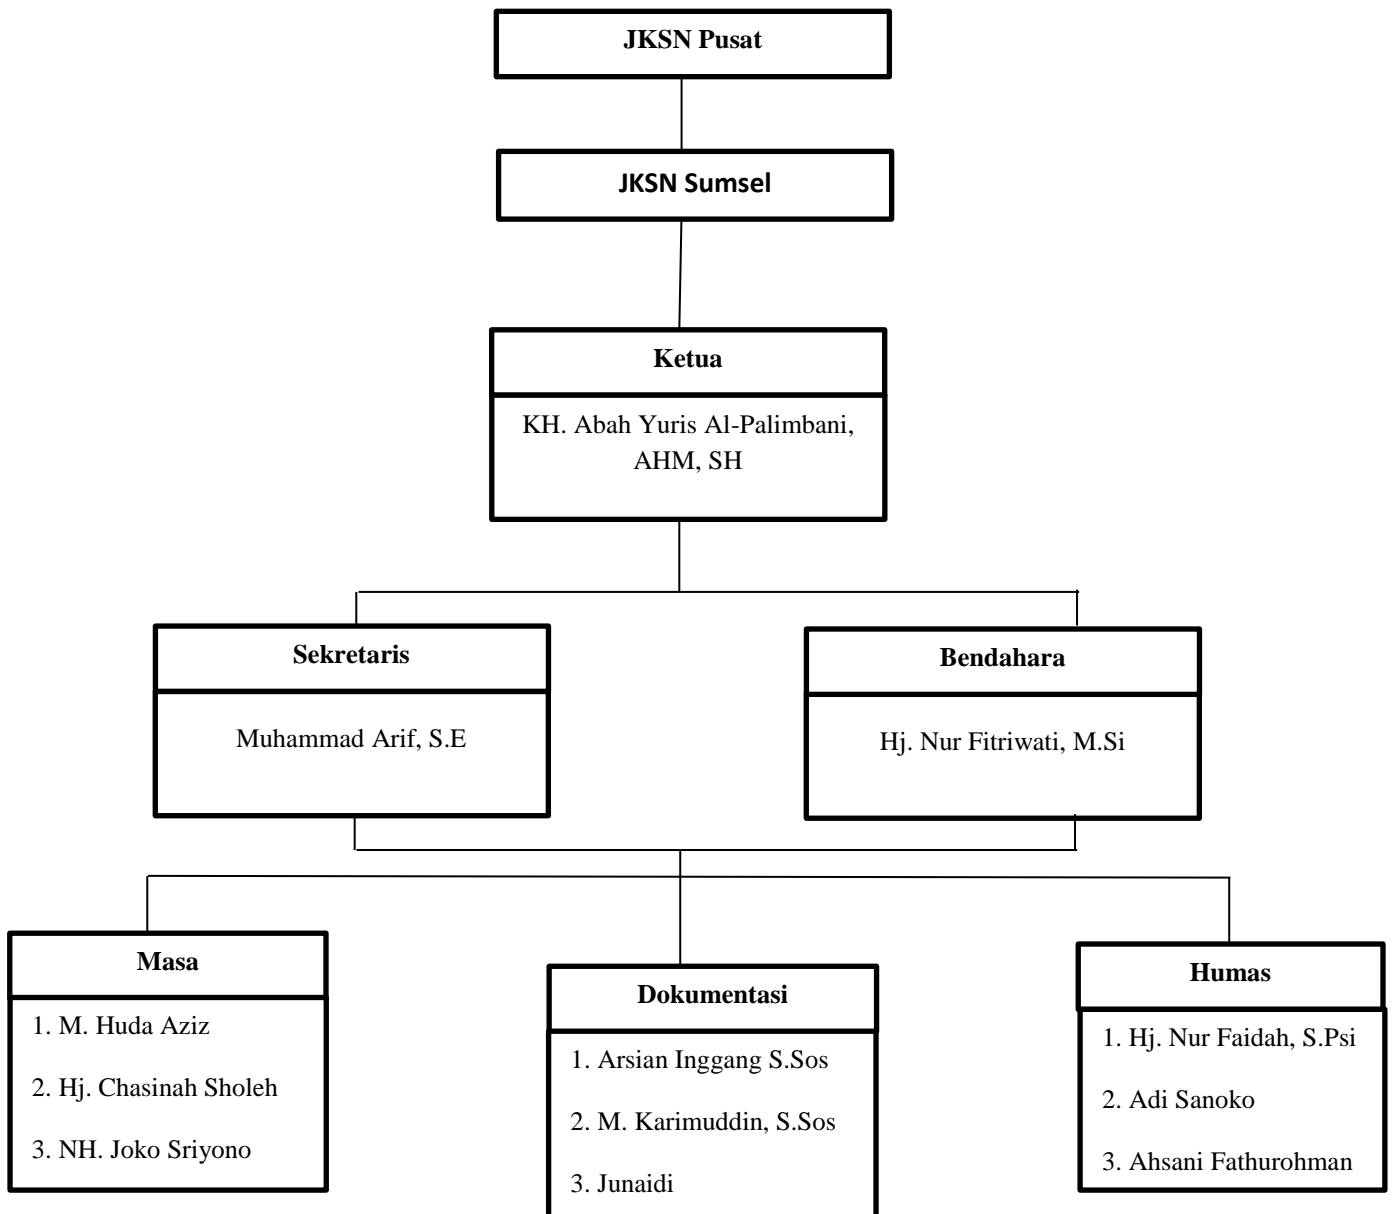 JKSN Pusat
JKSN Sumsel
Ketua
KH. Abah Yuris Al-Palimbani,
AHM, SH
Sekretaris
Muhammad Arif, S.E
Bendahara
Hj. Nur Fitriwati, M.Si
Masa
1. M. Huda Aziz
2. Hj. Chasinah Sholeh
3. NH. Joko Sriyono
Dokumentasi
1. Arsian Inggang S.Sos
2. M. Karimuddin, S.Sos
3. Junaidi
Humas
1. Hj. Nur Faidah, S.Psi
2. Adi Sanoko
3. Ahsani Fathurohman